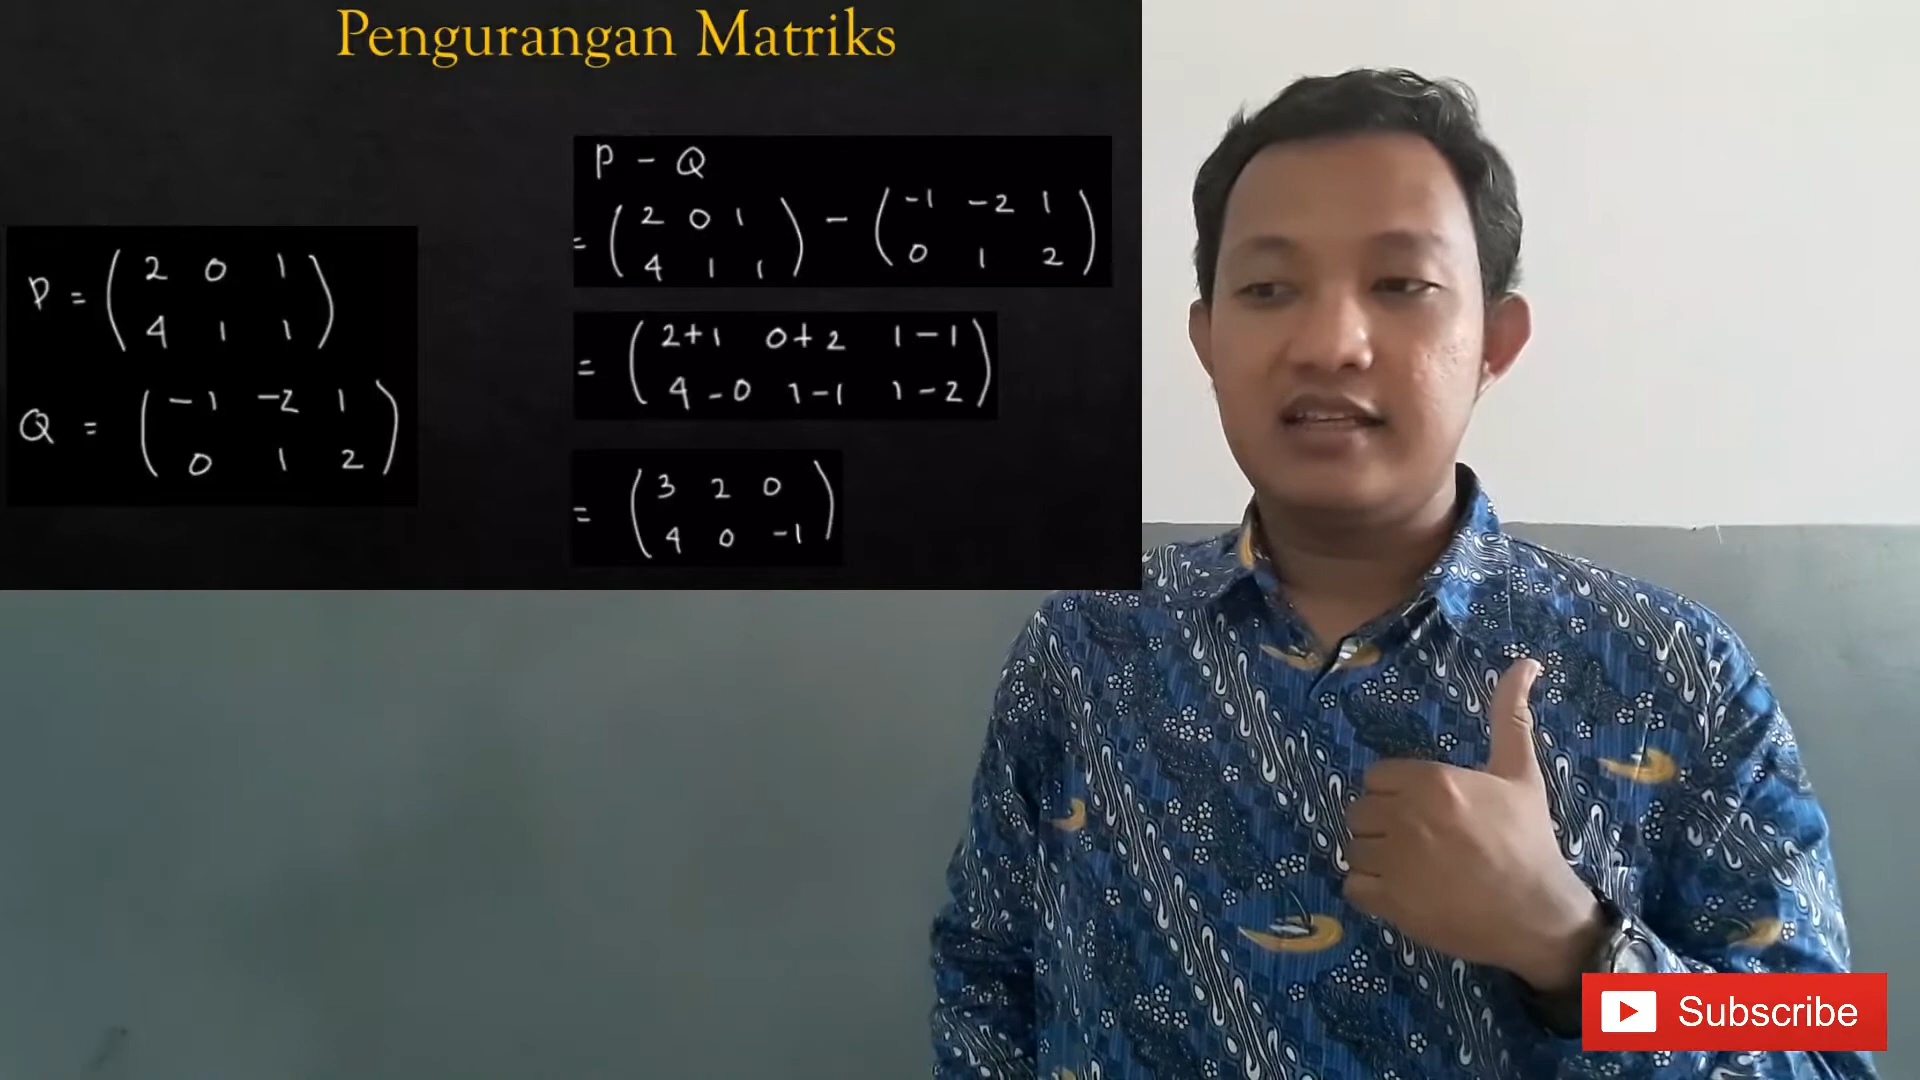 Pengurangan Matriks
P = ( 2 0 1
4 1 1 )
Q = ( -1 -2 1
0 1 2 )
P - Q
= ( 2 0 1
4 1 1 ) - ( -1 -2 1
0 1 2 )
= ( 2+1 0+2 1-1
4-0 1-1 1-2 )
= ( 3 2 0
4 0 -1 )
Subscribe